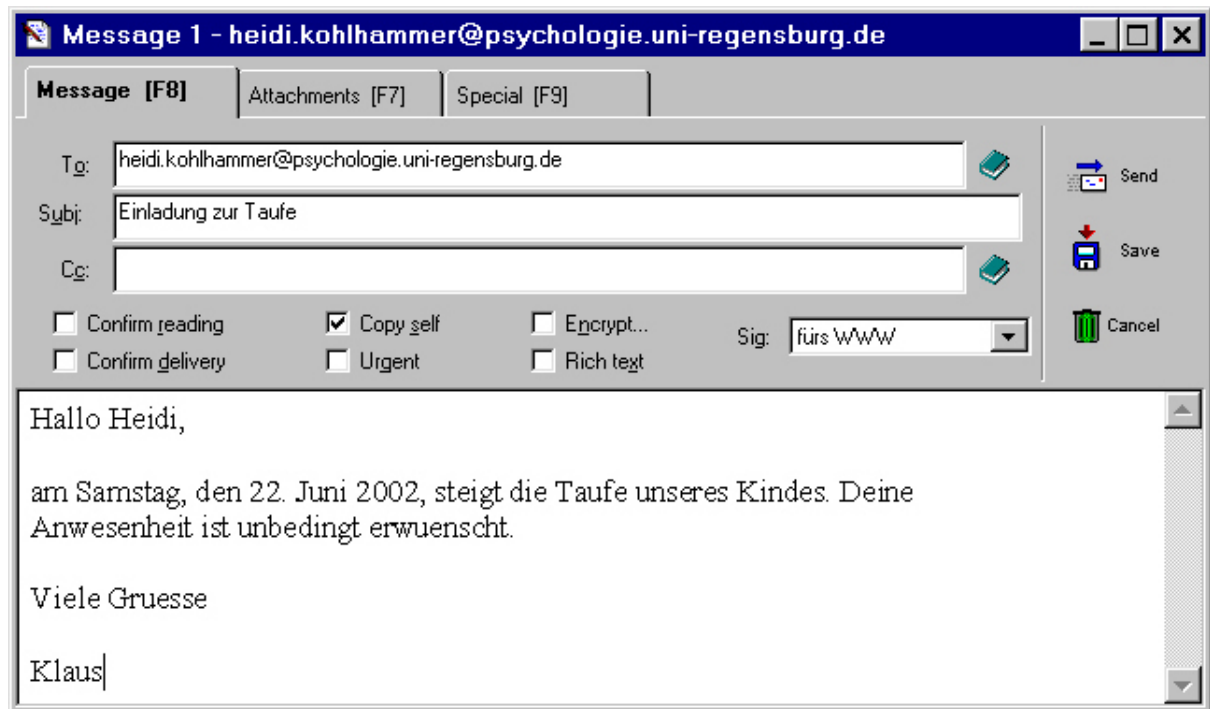 Message 1 - heidi.kohlhammer@psychologie.uni-regensburg.de
Message [F8] Attachments [F7] Special [F9]
To: heidi.kohlhammer@psychologie.uni-regensburg.de
Send
Subj: Einladung zur Taufe
Save
Cc:
Confirm reading Copy self Encrypt... Sig: fürs WWW Cancel
Confirm delivery Urgent Rich text
Hallo Heidi,
am Samstag, den 22. Juni 2002, steigt die Taufe unseres Kindes. Deine
Anwesenheit ist unbedingt erwuenscht.
Viele Gruesse
Klaus